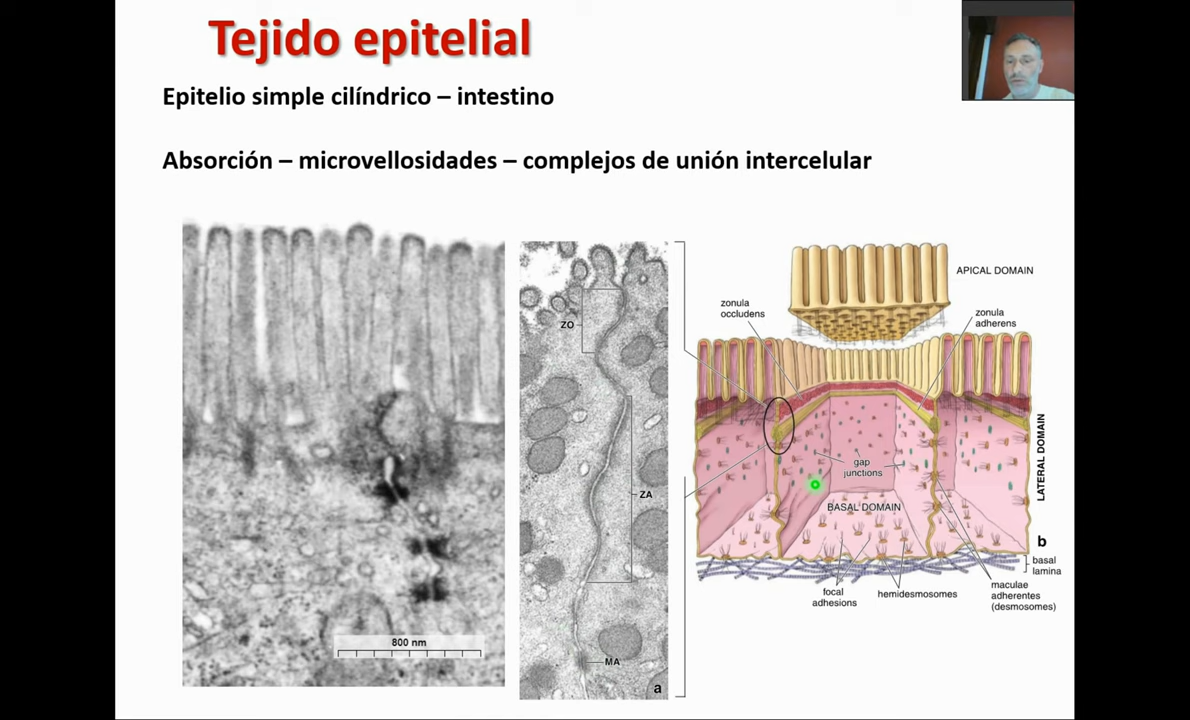 Tejido epitelial
Epitelio simple cilíndrico – intestino
Absorción – microvellosidades – complejos de unión intercelular
800 nm
ZO
ZA
MA
a
APICAL DOMAIN
zonula
occludens
zonula
adherens
gap
junctions
BASAL DOMAIN
LATERAL DOMAIN
b
basal
lamina
focal
adhesions
hemidesmosomes
maculae
adherentes
(desmosomes)